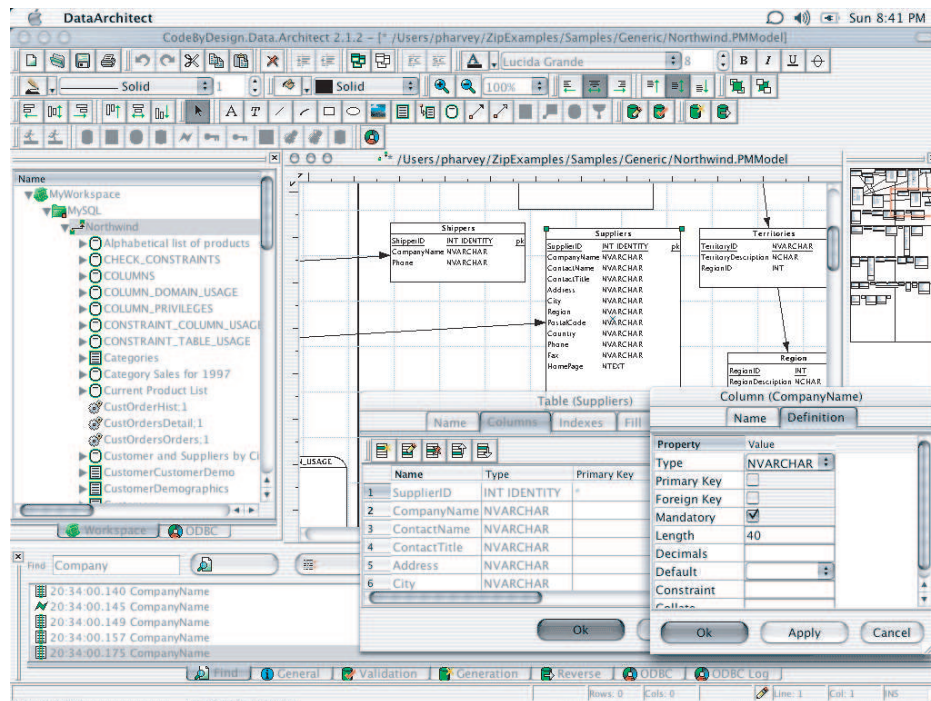 DataArchitect
Sun 8:41 PM
CodeByDesign.Data.Architect 2.1.2 – [* /Users/pharvey/ZipExamples/Samples/Generic/Northwind.PMModel]
Lucida Grande
8
B I U
Solid
1
Solid
100%
A T
/Users/pharvey/ZipExamples/Samples/Generic/Northwind.PMModel
Name
MyWorkspace
MySQL
Northwind
Alphabetical list of products
CHECK_CONSTRAINTS
COLUMNS
COLUMN_DOMAIN_USAGE
COLUMN_PRIVILEGES
CONSTRAINT_COLUMN_USAGE
CONSTRAINT_TABLE_USAGE
Categories
Category Sales for 1997
Current Product List
CustOrderHist;1
CustOrdersDetail;1
CustOrdersOrders;1
Customer and Suppliers by Ci
CustomerCustomerDemo
CustomerDemographics
Workspace
ODBC
Shippers
ShipperID INT IDENTITY pk
CompanyName NVARCHAR
Phone NVARCHAR
Suppliers
SupplierID INT IDENTITY pk
CompanyName NVARCHAR
ContactName NVARCHAR
ContactTitle NVARCHAR
Address NVARCHAR
City NVARCHAR
Region NVARCHAR
PostalCode NVARCHAR
Country NVARCHAR
Phone NVARCHAR
Fax NVARCHAR
HomePage NTEXT
Territories
TerritoryID NVARCHAR
TerritoryDescription NCHAR
RegionID INT
Region
RegionID INT
RegionDescription NCHAR
N_USAGE
Table (Suppliers)
Name
Columns
Indexes
Fill
Name Type Primary Key
1 SupplierID INT IDENTITY *
2 CompanyName NVARCHAR
3 ContactName NVARCHAR
4 ContactTitle NVARCHAR
5 Address NVARCHAR
6 City NVARCHAR
Ok
Column (CompanyName)
Name
Definition
Property Value
Type NVARCHAR
Primary Key
Foreign Key
Mandatory
Length 40
Decimals
Default
Constraint
Collate
Ok
Apply
Cancel
Find Company
20:34:00.140 CompanyName
20:34:00.145 CompanyName
20:34:00.149 CompanyName
20:34:00.157 CompanyName
20:34:00.175 CompanyName
Find
General
Validation
Generation
Reverse
ODBC
ODBC Log
Rows: 0
Cols: 0
Line: 1
Col: 1
INS